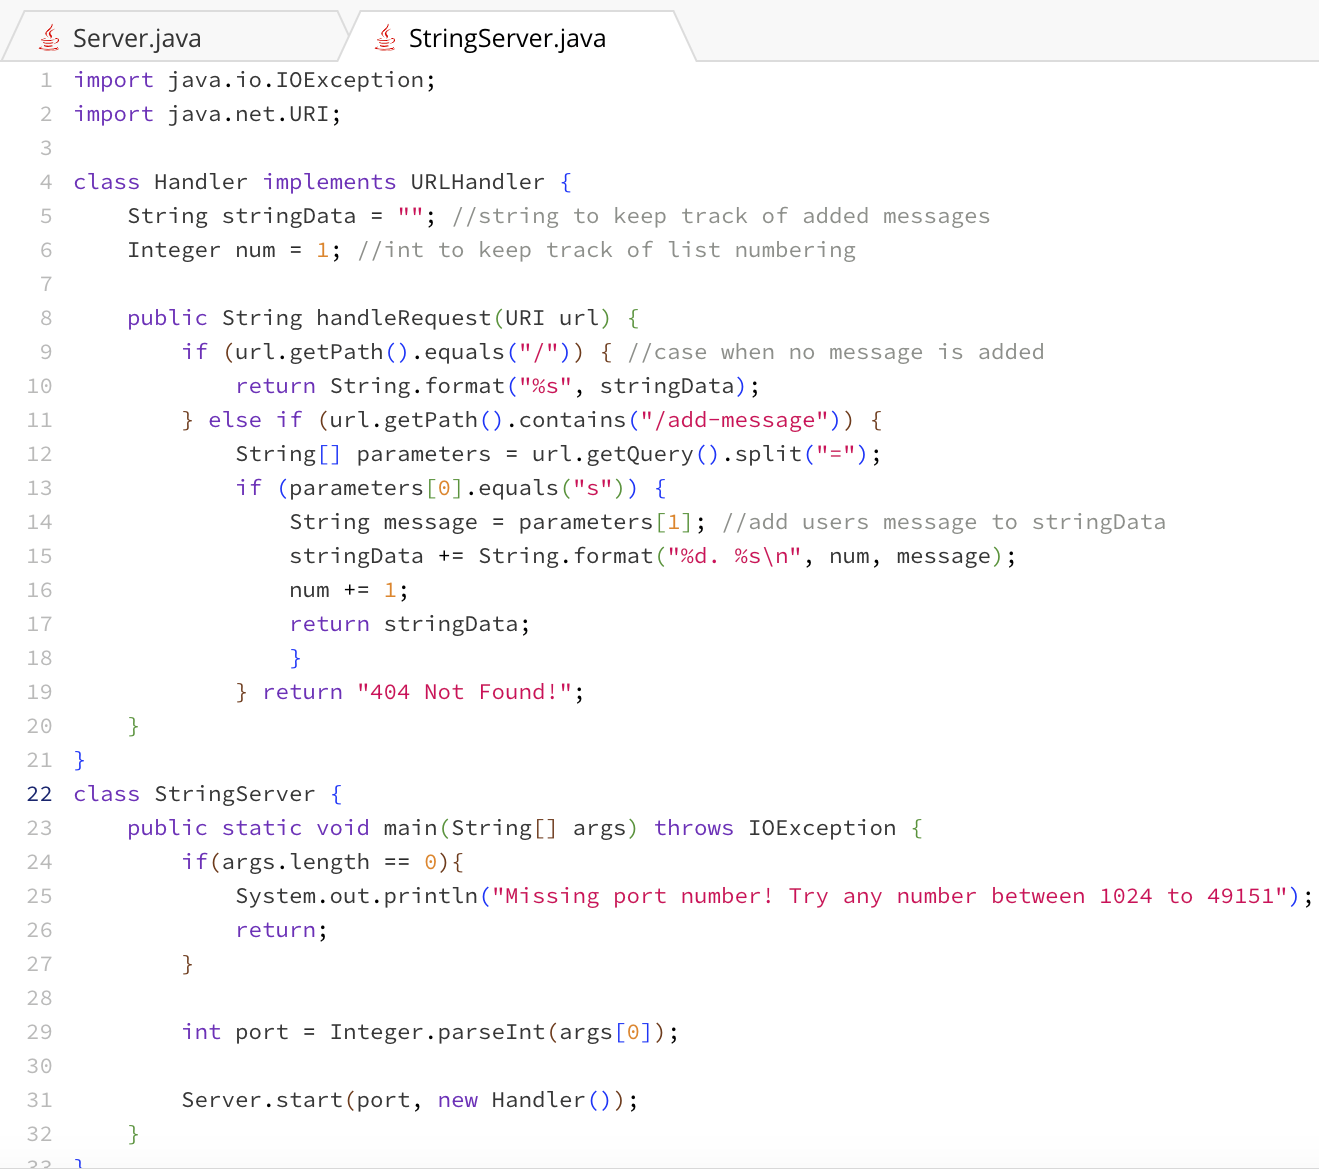 Server.java
StringServer.java
1 import java.io.IOException;
2 import java.net.URI;
3
4 class Handler implements URLHandler {
5     String stringData = ""; //string to keep track of added messages
6     Integer num = 1; //int to keep track of list numbering
7
8     public String handleRequest(URI url) {
9         if (url.getPath().equals("/")) { //case when no message is added
10             return String.format("%s", stringData);
11         } else if (url.getPath().contains("/add-message")) {
12             String[] parameters = url.getQuery().split("=");
13             if (parameters[0].equals("s")) {
14                 String message = parameters[1]; //add users message to stringData
15                 stringData += String.format("%d. %s\n", num, message);
16                 num += 1;
17                 return stringData;
18                 }
19             } return "404 Not Found!";
20     }
21 }
22 class StringServer {
23     public static void main(String[] args) throws IOException {
24         if(args.length == 0){
25             System.out.println("Missing port number! Try any number between 1024 to 49151");
26             return;
27         }
28
29         int port = Integer.parseInt(args[0]);
30
31         Server.start(port, new Handler());
32     }
33 }